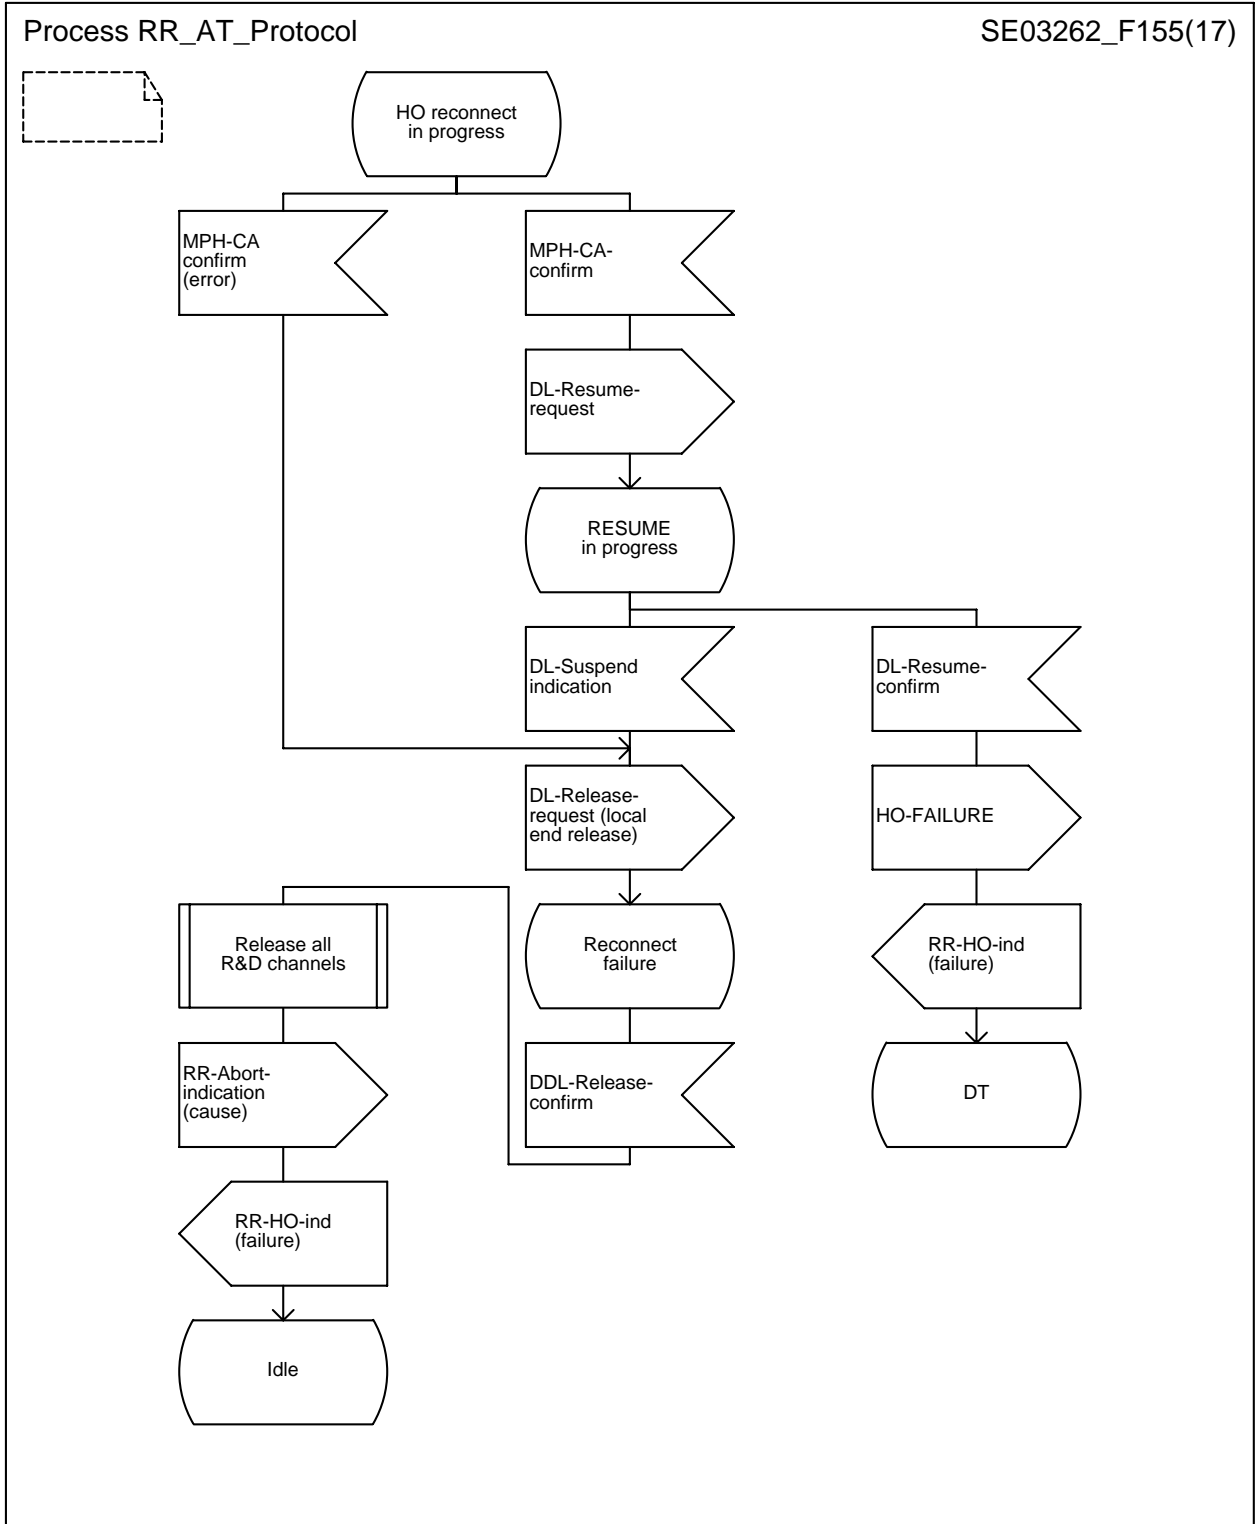 Process RR_AT_Protocol
SE03262_F155(17)
HO reconnect
in progress
MPH-CA
confirm
(error)
MPH-CA-
confirm
DL-Resume-
request
RESUME
in progress
DL-Suspend
indication
DL-Resume-
confirm
DL-Release-
request (local
end release)
HO-FAILURE
Release all
R&D channels
Reconnect
failure
RR-HO-ind
(failure)
RR-Abort-
indication
(cause)
DDL-Release-
confirm
DT
RR-HO-ind
(failure)
Idle